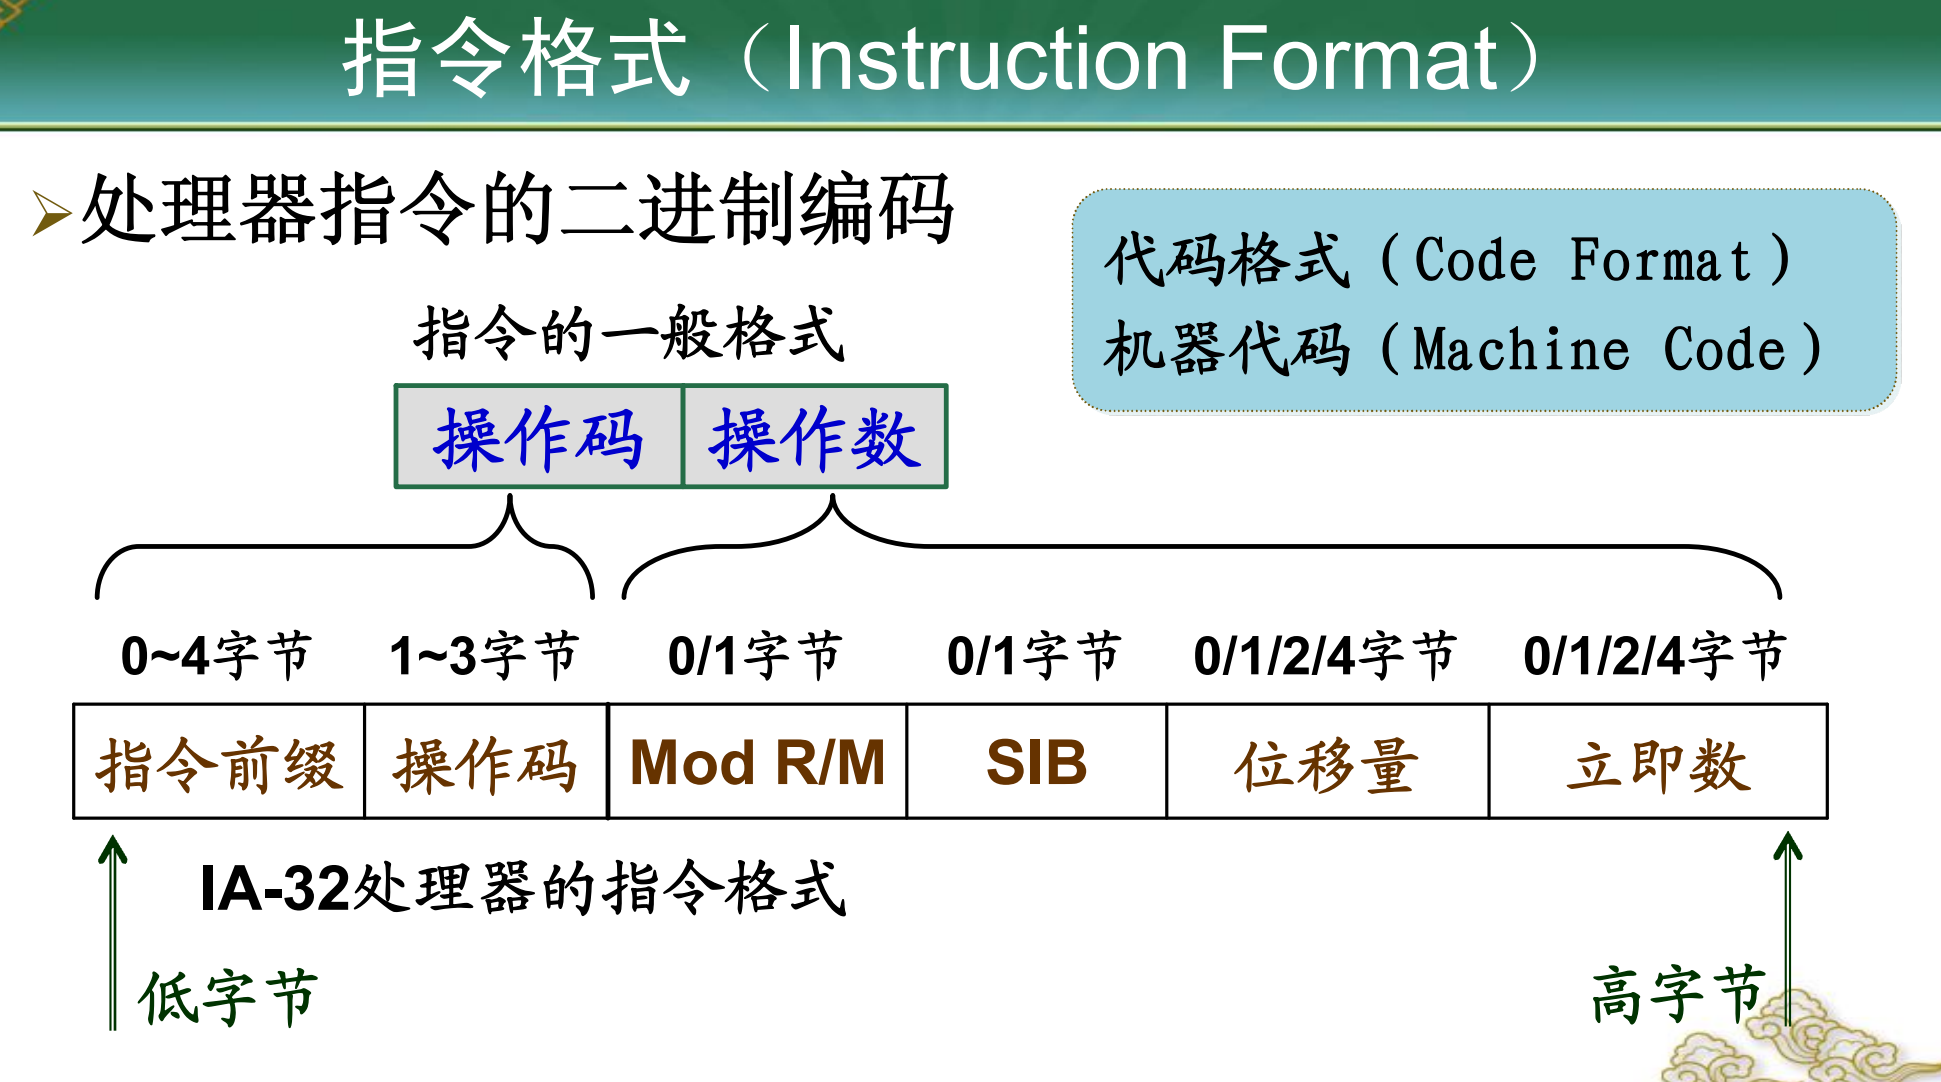 指令格式（Instruction Format）
处理器指令的二进制编码
代码格式（Code Format）
机器代码（Machine Code）
指令的一般格式
操作码 操作数
0~4字节 1~3字节 0/1字节 0/1字节 0/1/2/4字节 0/1/2/4字节
指令前缀 操作码 Mod R/M SIB 位移量 立即数
IA-32处理器的指令格式
低字节 高字节